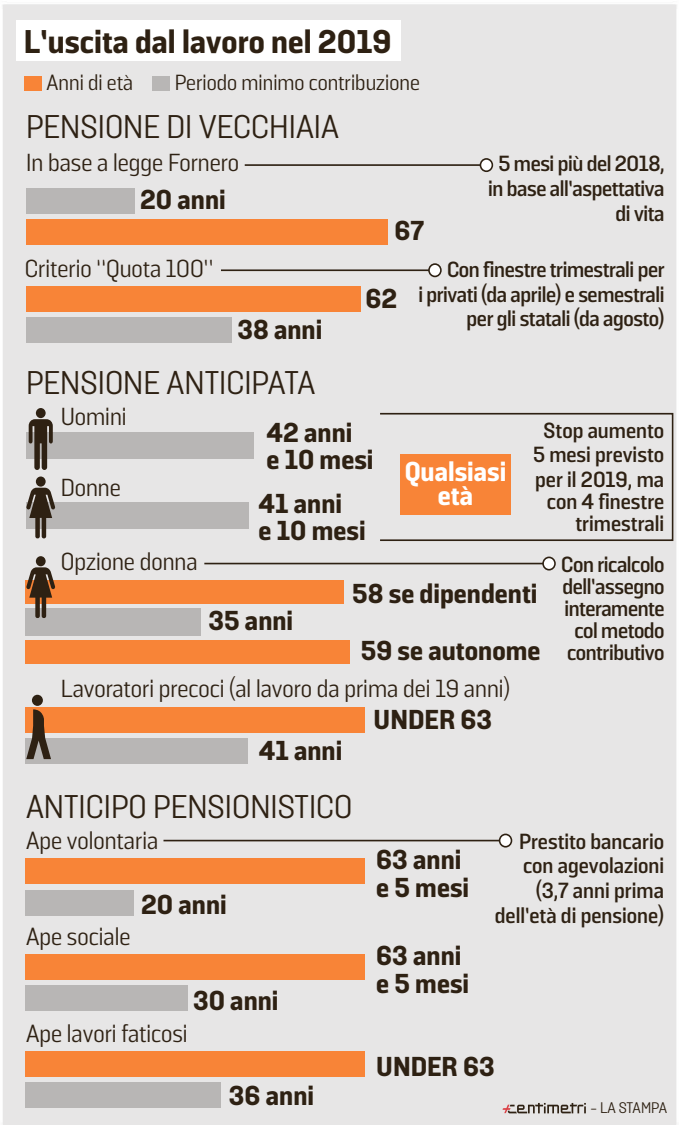 L'uscita dal lavoro nel 2019
Anni di età Periodo minimo contribuzione
PENSIONE DI VECCHIAIA
In base a legge Fornero
5 mesi più del 2018,
in base all'aspettativa
di vita
20 anni
67
Criterio "Quota 100"
Con finestre trimestrali per
i privati (da aprile) e semestrali
per gli statali (da agosto)
62
38 anni
PENSIONE ANTICIPATA
Uomini
42 anni
e 10 mesi
Donne
41 anni
e 10 mesi
Qualsiasi
età
Stop aumento
5 mesi previsto
per il 2019, ma
con 4 finestre
trimestrali
Opzione donna
Con ricalcolo
dell'assegno
interamente
col metodo
contributivo
58 se dipendenti
35 anni
59 se autonome
Lavoratori precoci (al lavoro da prima dei 19 anni)
UNDER 63
41 anni
ANTICIPO PENSIONISTICO
Ape volontaria
Prestito bancario
con agevolazioni
(3,7 anni prima
dell'età di pensione)
63 anni
e 5 mesi
20 anni
Ape sociale
63 anni
e 5 mesi
30 anni
Ape lavori faticosi
UNDER 63
36 anni
centimetri - LA STAMPA